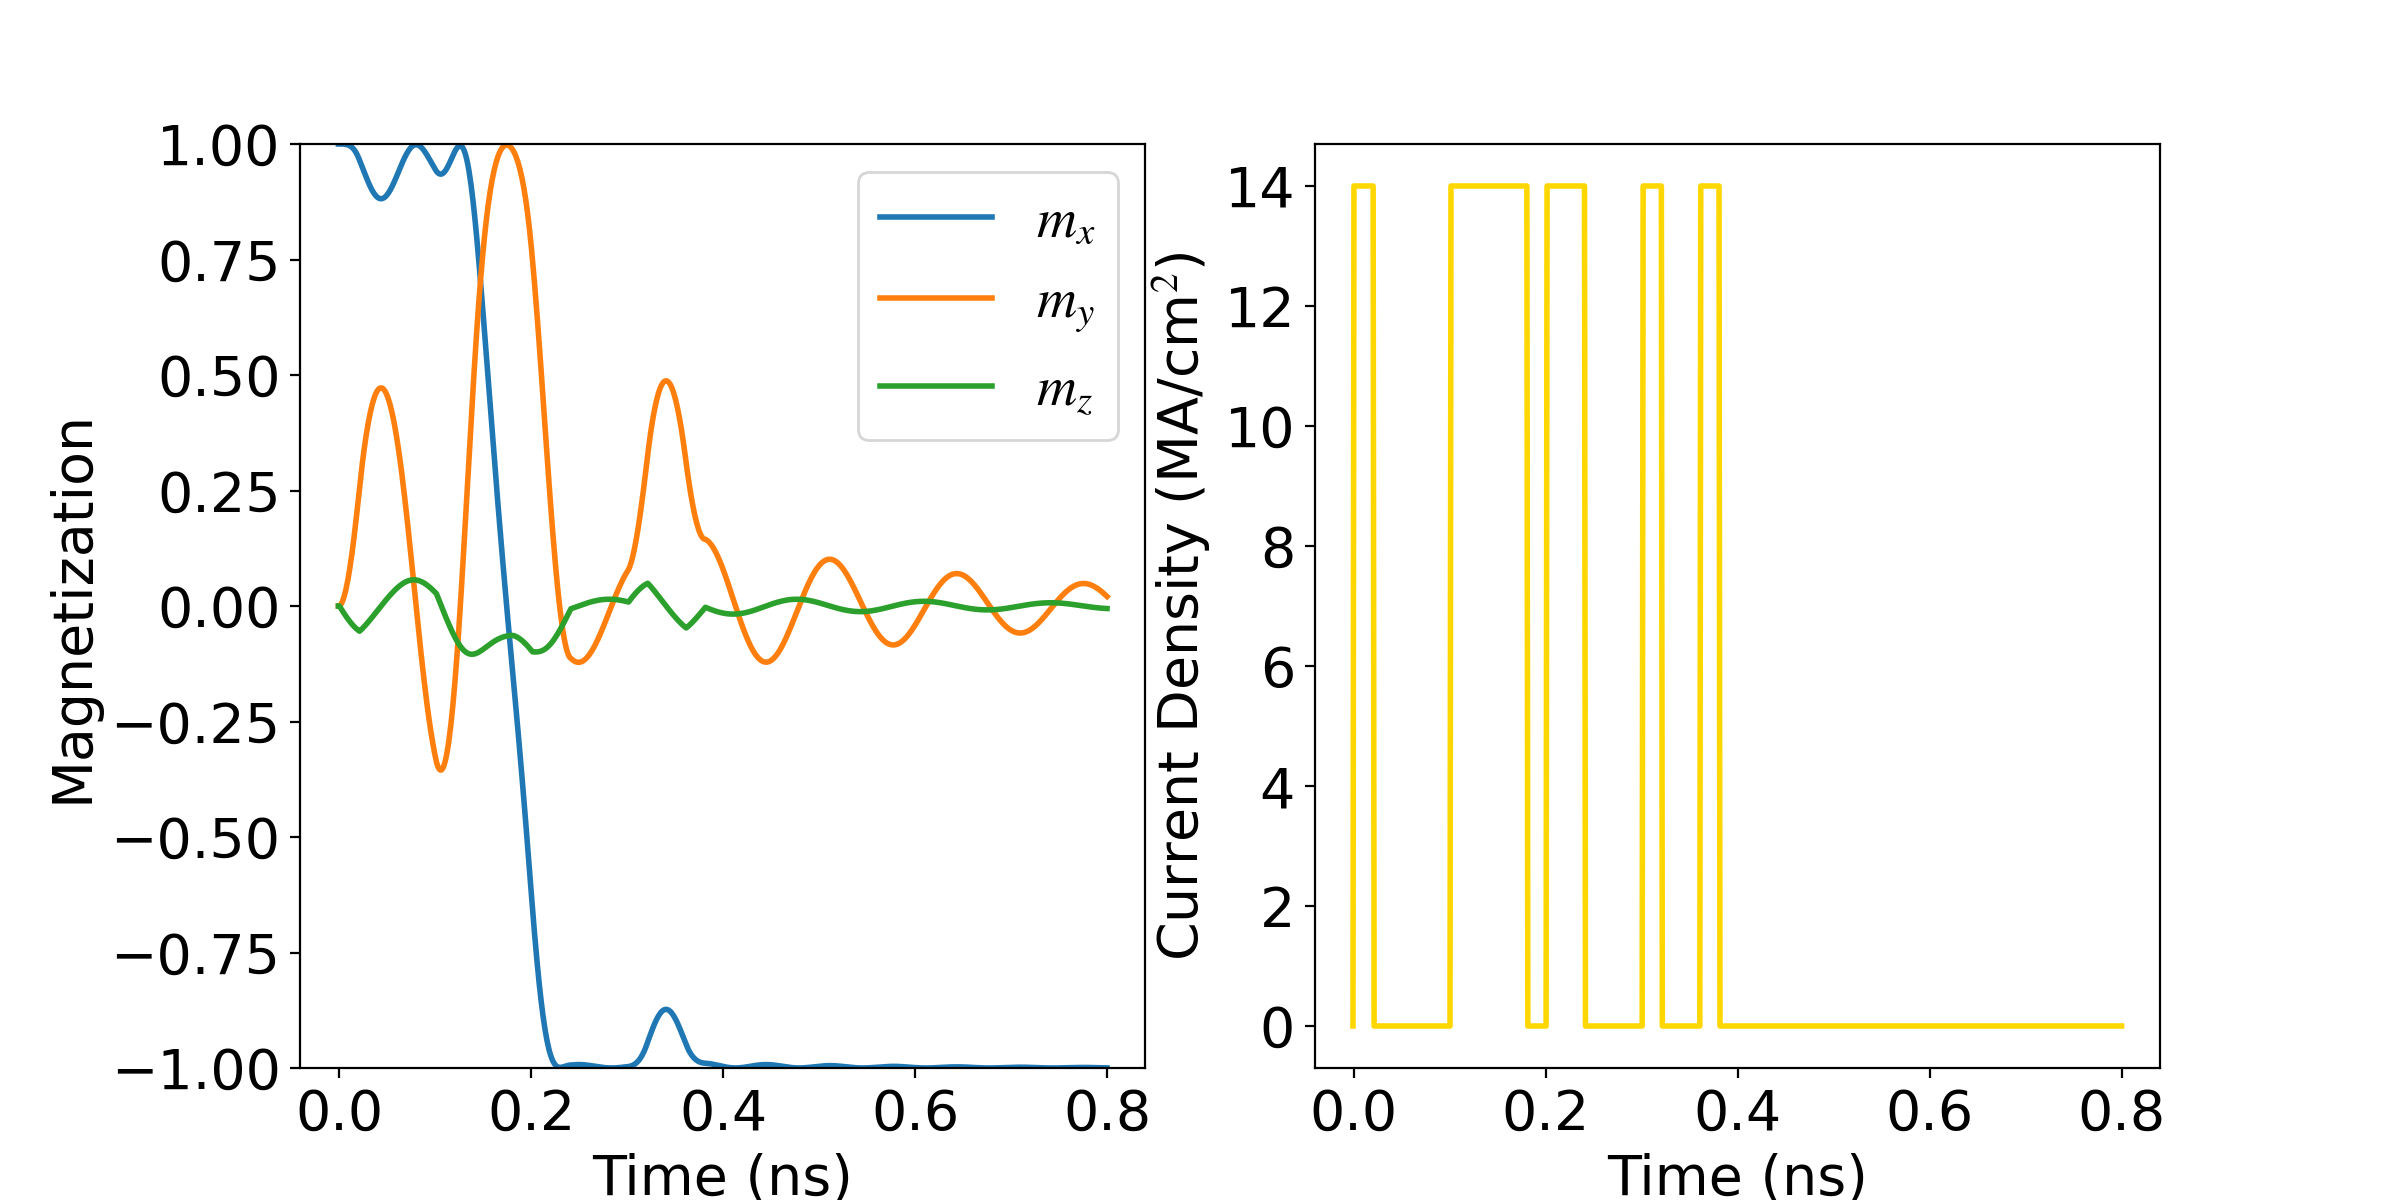 Magnetization
1.00
0.75
0.50
0.25
0.00
−0.25
−0.50
−0.75
−1.00
0.0 0.2 0.4 0.6 0.8
Time (ns)
m_x
m_y
m_z
Current Density (MA/cm²)
14
12
10
8
6
4
2
0
0.0 0.2 0.4 0.6 0.8
Time (ns)